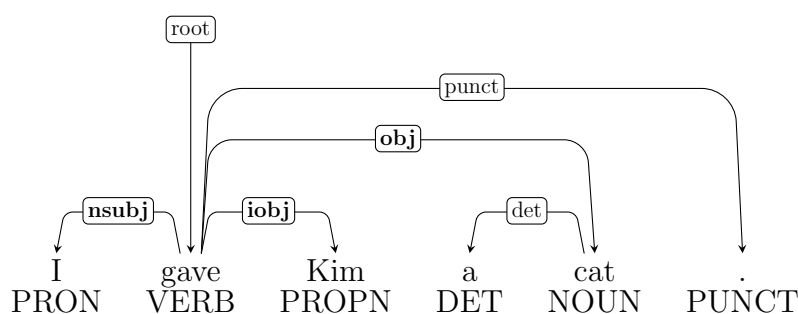 root
punct
obj
nsubj iobj det
I gave Kim a cat .
PRON VERB PROPN DET NOUN PUNCT